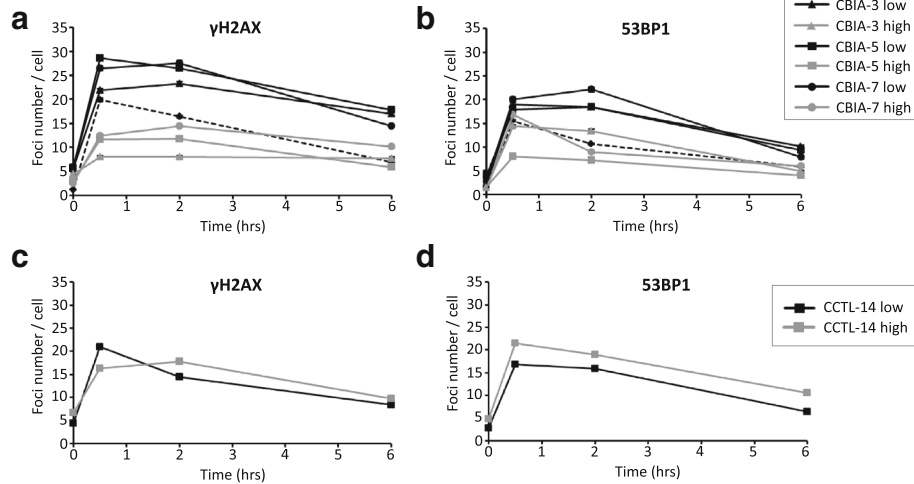 a
γH2AX
35
30
25
20
15
10
5
0
Foci number / cell
0 1 2 3 4 5 6
Time (hrs)
b
53BP1
35
30
25
20
15
10
5
0
Foci number / cell
0 1 2 3 4 5 6
Time (hrs)
CBIA-3 low
CBIA-3 high
CBIA-5 low
CBIA-5 high
CBIA-7 low
CBIA-7 high
c
γH2AX
35
30
25
20
15
10
5
0
Foci number / cell
0 1 2 3 4 5 6
Time (hrs)
d
53BP1
35
30
25
20
15
10
5
0
Foci number / cell
0 1 2 3 4 5 6
Time (hrs)
CCTL-14 low
CCTL-14 high